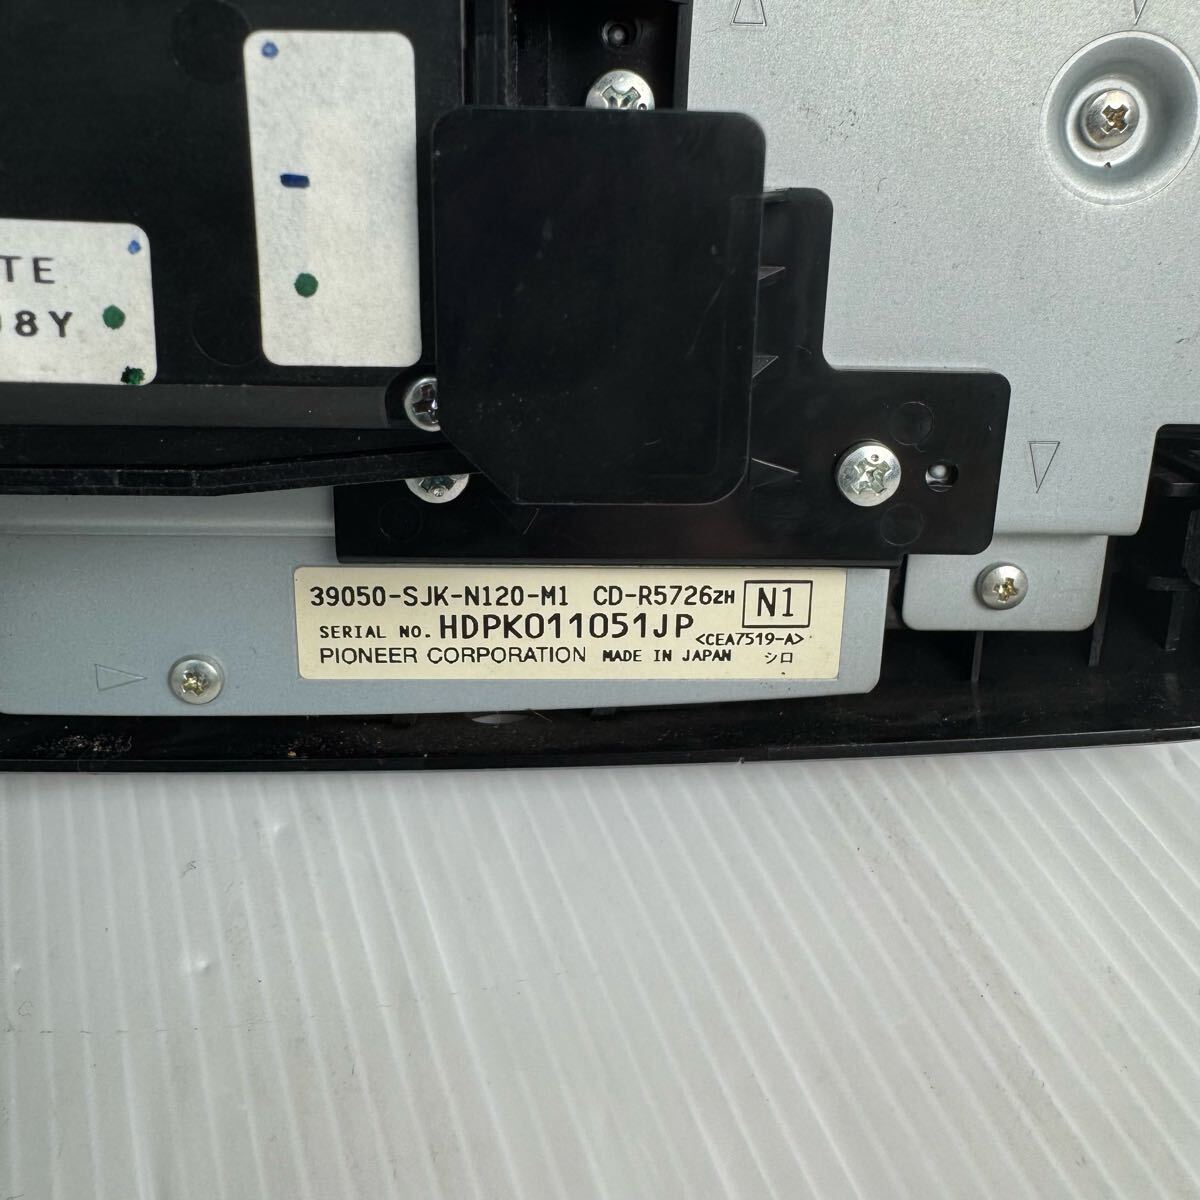 TE
08Y
39050-SJK-N120-M1 CD-R5726ZH N1
SERIAL NO. HDPK011051JP <CEA7519-A>
PIONEER CORPORATION MADE IN JAPAN シロ